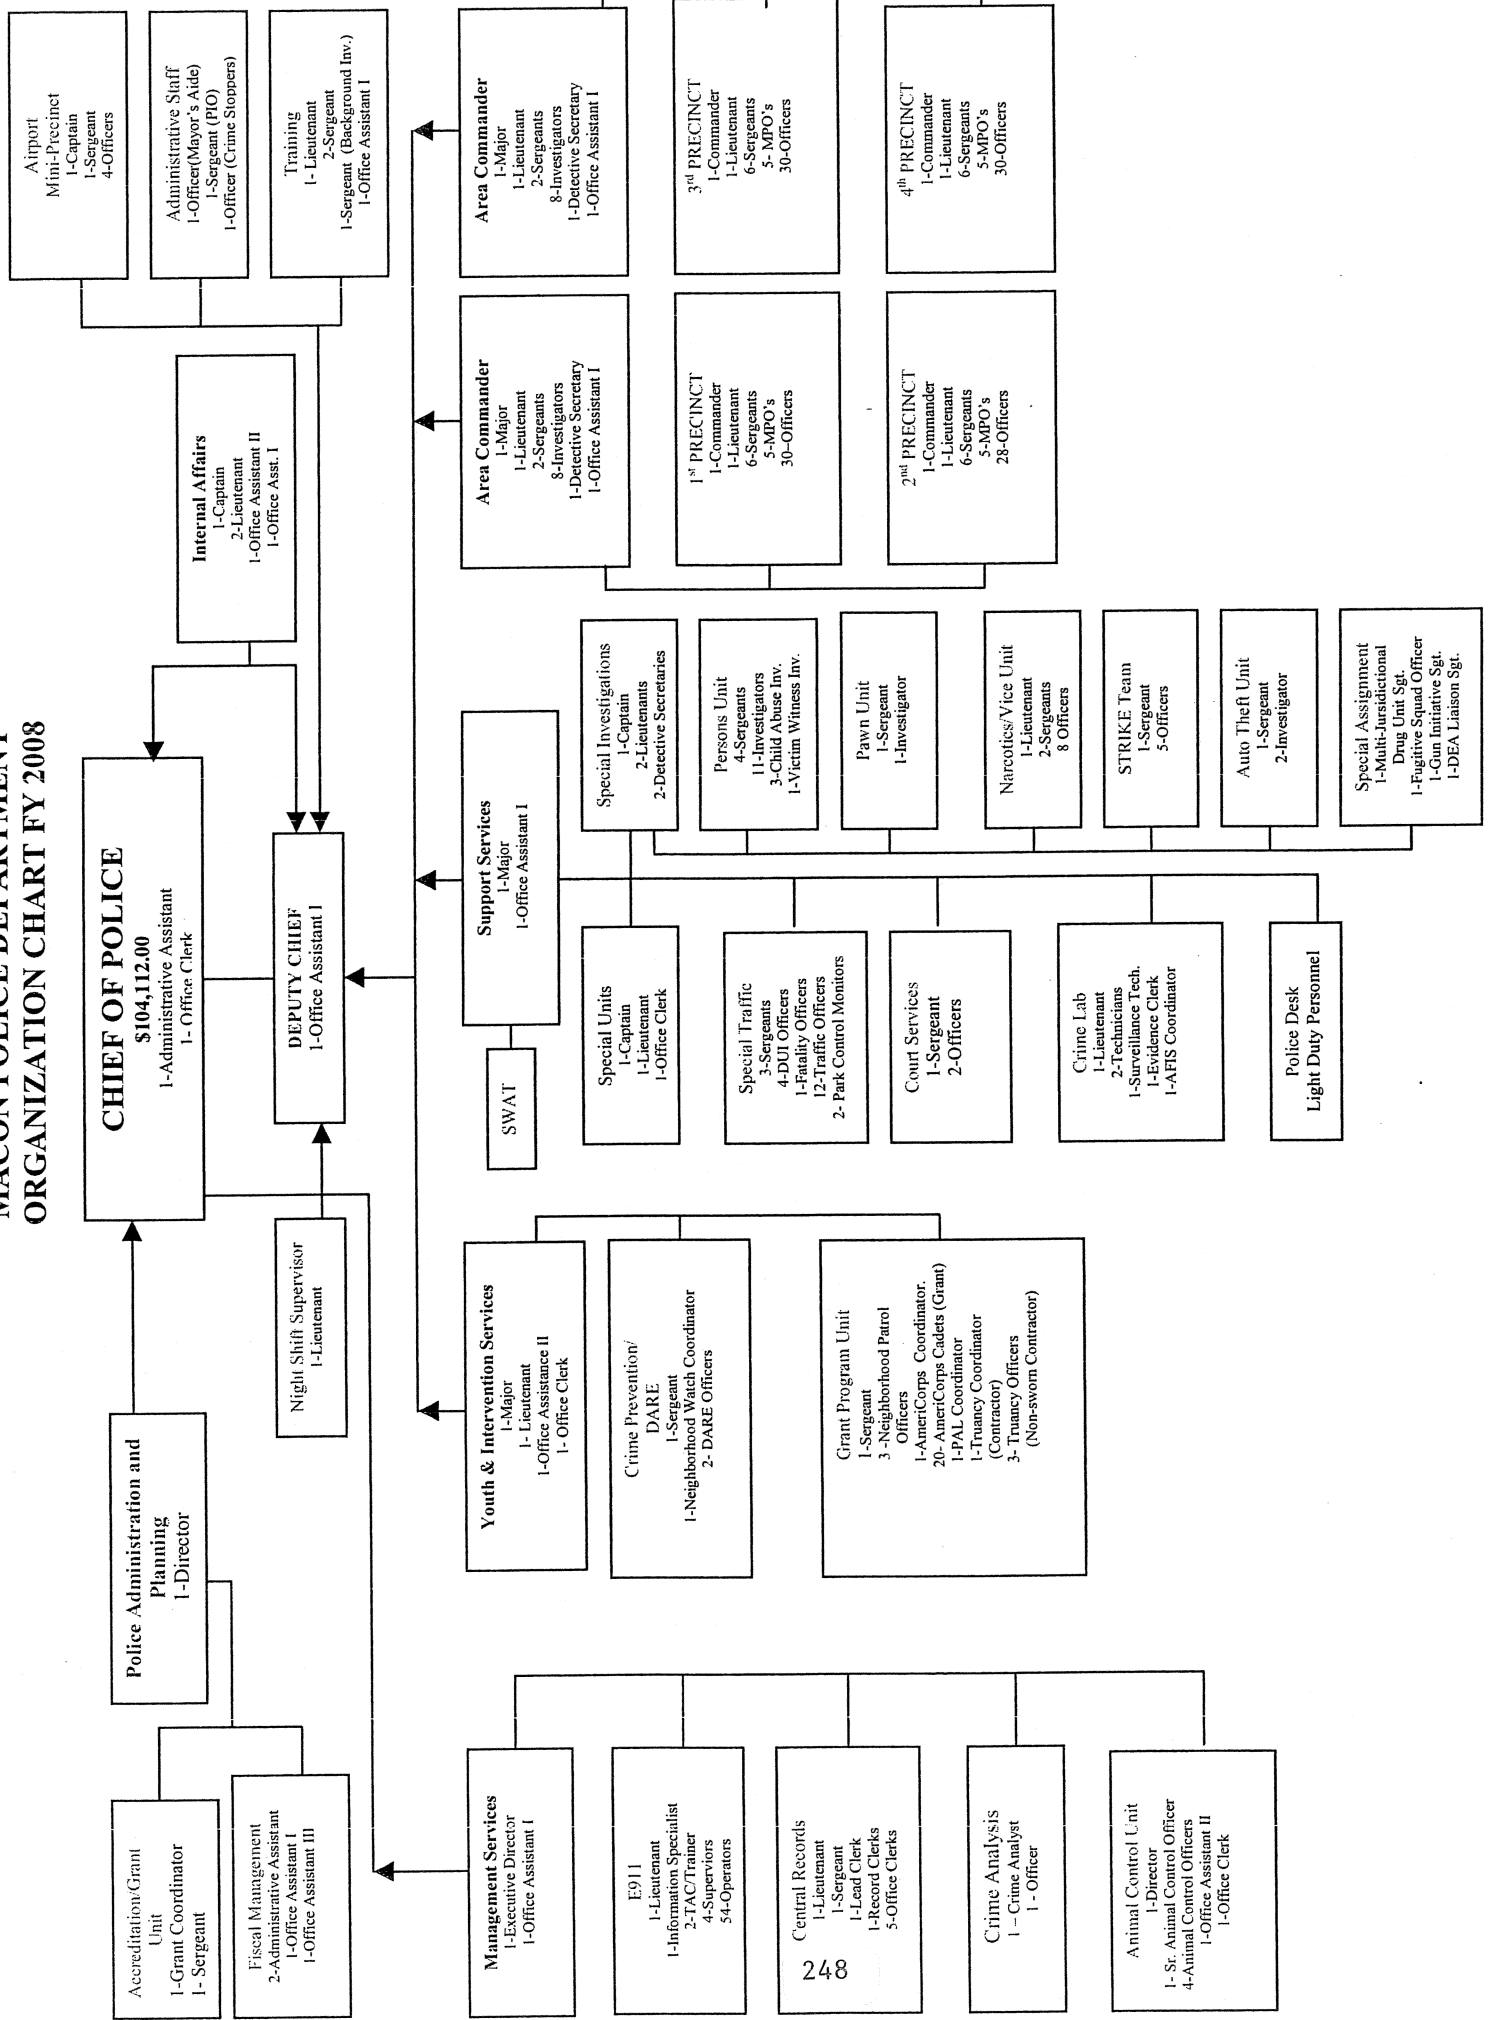 MACON POLICE DEPARTMENT
ORGANIZATION CHART FY 2008
CHIEF OF POLICE
$104,112.00
1-Administrative Assistant
1- Office Clerk
Police Administration and
Planning
1-Director
Accreditation/Grant
Unit
1-Grant Coordinator
1- Sergeant
Fiscal Management
2-Administrative Assistant
1-Office Assistant I
1-Office Assistant III
Internal Affairs
1-Captain
2-Lieutenant
1-Office Assistant II
1-Office Asst. I
Airport
Mini-Precinct
1-Captain
1-Sergeant
4-Officers
Administrative Staff
1-Officer(Mayor's Aide)
1-Sergeant (PIO)
1-Officer (Crime Stoppers)
Training
1- Lieutenant
2-Sergeant
1-Sergeant (Background Inv.)
1-Office Assistant I
Night Shift Supervisor
1-Lieutenant
DEPUTY CHIEF
1-Office Assistant I
Management Services
1-Executive Director
1-Office Assistant I
E911
1-Lieutenant
1-Information Specialist
2-TAC/Trainer
4-Superviors
54-Operators
Central Records
1-Lieutenant
1-Sergeant
1-Lead Clerk
1-Record Clerks
5-Office Clerks
248
Crime Analysis
1 – Crime Analyst
1 - Officer
Animal Control Unit
1-Director
1- Sr. Animal Control Officer
4-Animal Control Officers
1-Office Assistant II
1-Office Clerk
Youth & Intervention Services
1-Major
1- Lieutenant
1-Office Assistance II
1- Office Clerk
Crime Prevention/
DARE
1-Sergeant
1-Neighborhood Watch Coordinator
2- DARE Officers
Grant Program Unit
1-Sergeant
3 -Neighborhood Patrol
Officers
1-AmeriCorps Coordinator.
20- AmeriCorps Cadets (Grant)
1-PAL Coordinator
1-Truancy Coordinator
(Contractor)
3- Truancy Officers
(Non-sworn Contractor)
SWAT
Support Services
1-Major
1-Office Assistant I
Special Units
1-Captain
1-Lieutenant
1-Office Clerk
Special Traffic
3-Sergeants
4-DUI Officers
1-Fatality Officers
12-Traffic Officers
2- Park Control Monitors
Court Services
1-Sergeant
2-Officers
Crime Lab
1-Lieutenant
2-Technicians
1-Surveillance Tech.
1-Evidence Clerk
1-AFIS Coordinator
Police Desk
Light Duty Personnel
Special Investigations
1-Captain
2-Lieutenants
2-Detective Secretaries
Persons Unit
4-Sergeants
11-Investigators
3-Child Abuse Inv.
1-Victim Witness Inv.
Pawn Unit
1-Sergeant
1-Investigator
Narcotics/Vice Unit
1-Lieutenant
2-Sergeants
8 Officers
STRIKE Team
1-Sergeant
5-Officers
Auto Theft Unit
1-Sergeant
2-Investigator
Special Assignment
1-Multi-Jursidictional
Drug Unit Sgt.
1-Fugitive Squad Officer
1-Gun Initiative Sgt.
1-DEA Liaison Sgt.
Area Commander
1-Major
1-Lieutenant
2-Sergeants
8-Investigators
1-Detective Secretary
1-Office Assistant I
1st PRECINCT
1-Commander
1-Lieutenant
6-Sergeants
5-MPO's
30–Officers
2nd PRECINCT
1-Commander
1-Lieutenant
6-Sergeants
5-MPO's
28-Officers
Area Commander
1-Major
1-Lieutenant
2-Sergeants
8-Investigators
1-Detective Secretary
1-Office Assistant I
3rd PRECINCT
1-Commander
1-Lieutenant
6-Sergeants
5- MPO's
30-Officers
4th PRECINCT
1-Commander
1-Lieutenant
6-Sergeants
5-MPO's
30-Officers